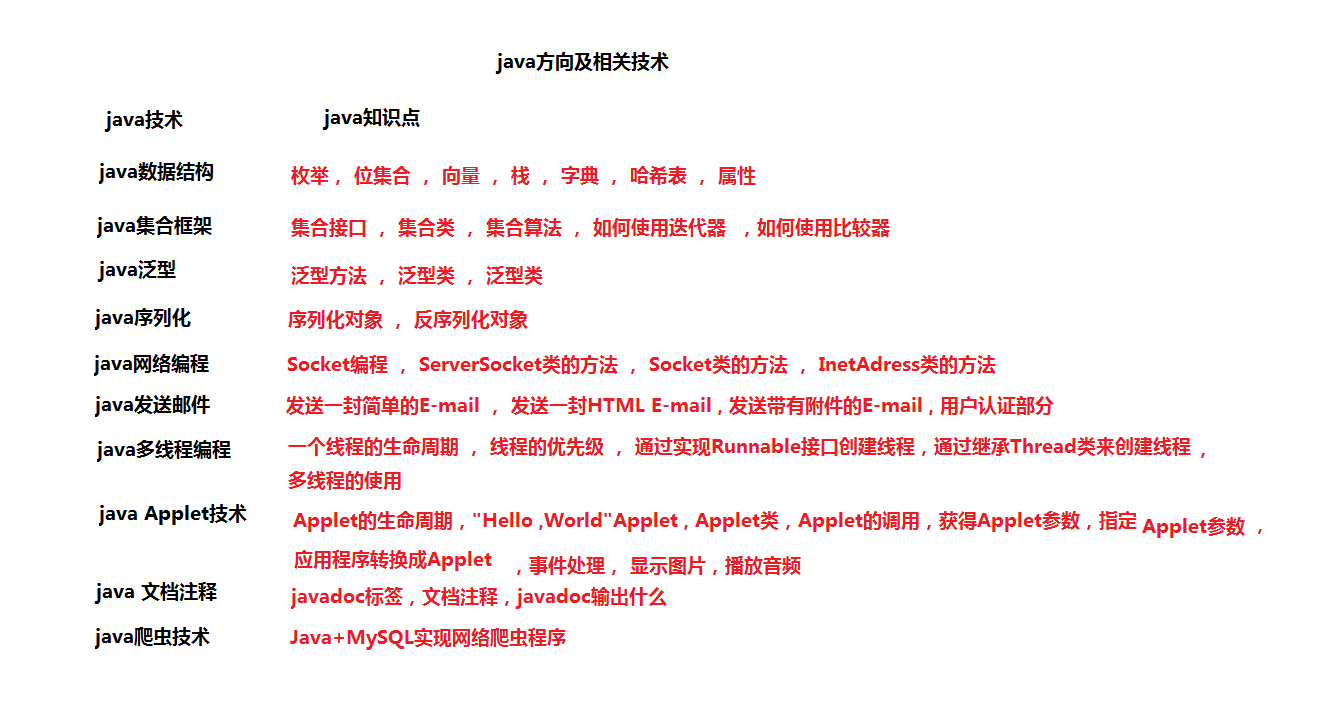 java方向及相关技术
java技术 java知识点
java数据结构 枚举 ， 位集合 ， 向量 ， 栈 ， 字典 ， 哈希表 ， 属性
java集合框架 集合接口 ， 集合类 ， 集合算法 ， 如何使用迭代器 ，如何使用比较器
java泛型 泛型方法 ， 泛型类 ， 泛型类
java序列化 序列化对象 ， 反序列化对象
java网络编程 Socket编程 ， ServerSocket类的方法 ， Socket类的方法 ， InetAdress类的方法
java发送邮件 发送一封简单的E-mail ， 发送一封HTML E-mail，发送带有附件的E-mail，用户认证部分
java多线程编程 一个线程的生命周期 ， 线程的优先级 ， 通过实现Runnable接口创建线程，通过继承Thread类来创建线程 ，
多线程的使用
java Applet技术 Applet的生命周期，"Hello ,World"Applet，Applet类，Applet的调用，获得Applet参数，指定 Applet参数 ，
应用程序转换成Applet ，事件处理 ， 显示图片，播放音频
java 文档注释 javadoc标签，文档注释，javadoc输出什么
java爬虫技术 Java+MySQL实现网络爬虫程序